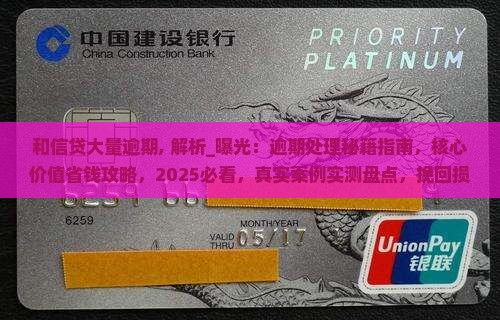 中国建设银行
China Construction Bank
PRIORITY
PLATINUM
和信贷大量逾期, 解析_曝光：逾期处理秘籍指南，核心
价值省钱攻略，2025必看，真实案例实测盘点，挽回损
6259
MONTH/YEAR
VALID
THRU
05/17
UnionPay
银联